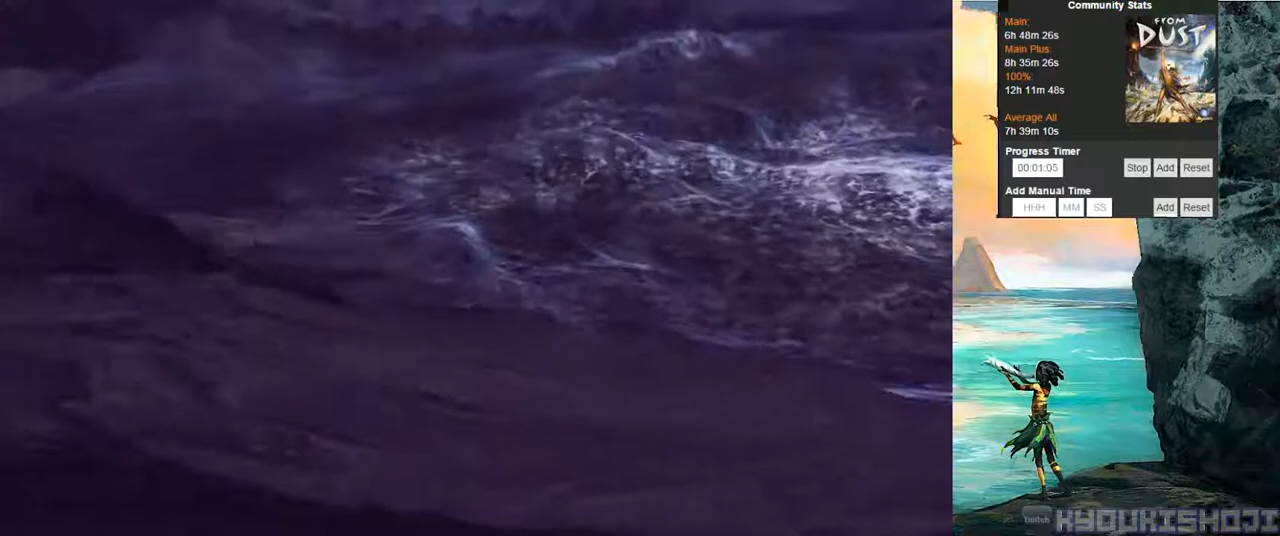 Community Stats
Main:
6h 48m 26s
Main Plus:
8h 35m 26s
100%:
12h 11m 48s
Average All
7h 39m 10s
FROM
DUST
Progress Timer
00:01:05
Stop
Add
Reset
Add Manual Time
HHH
MM
SS
Add
Reset
twitch
KYOUKISHOJI